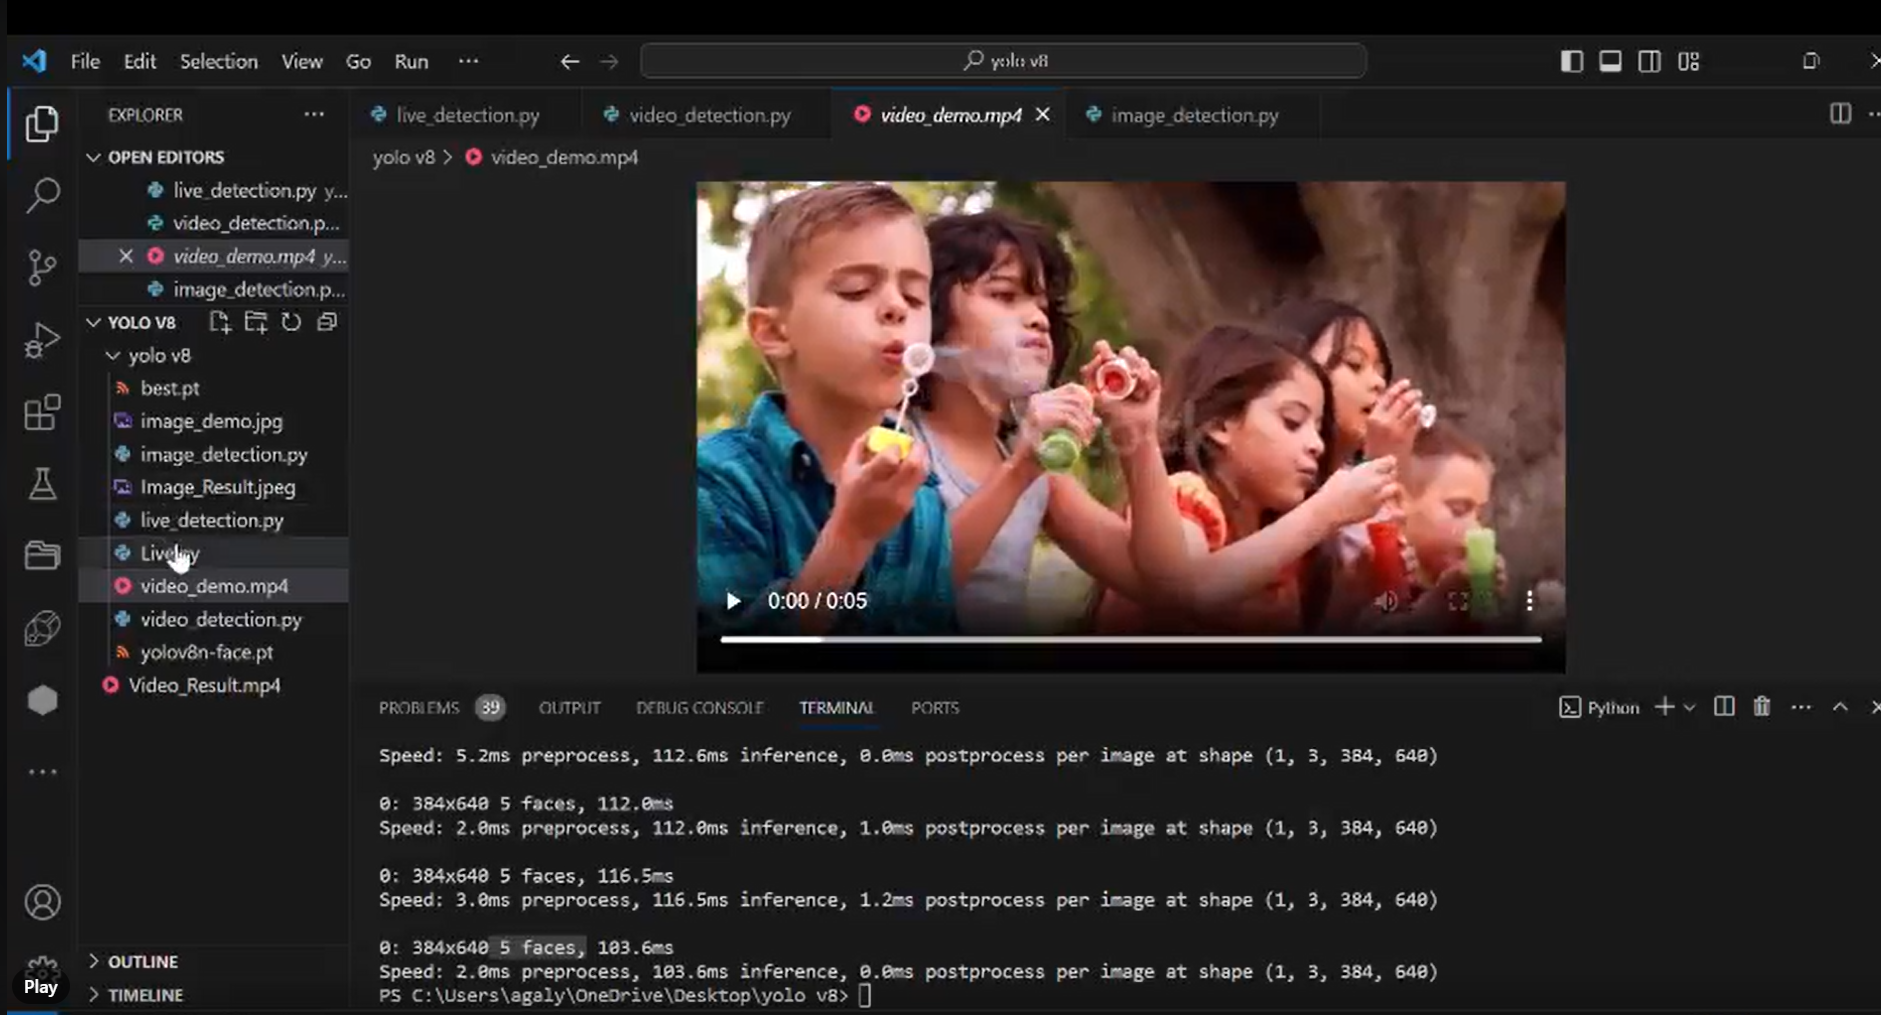 File Edit Selection View Go Run ··· yolo v8
EXPLORER ···
OPEN EDITORS
live_detection.py y...
video_detection.p...
video_demo.mp4 y...
image_detection.p...
YOLO V8
yolo v8
best.pt
image_demo.jpg
image_detection.py
Image_Result.jpeg
live_detection.py
video_demo.mp4
video_detection.py
yolov8n-face.pt
Video_Result.mp4
OUTLINE
TIMELINE
Play
live_detection.py video_detection.py video_demo.mp4 image_detection.py
yolo v8 > video_demo.mp4
0:00 / 0:05
PROBLEMS 39 OUTPUT DEBUG CONSOLE TERMINAL PORTS Python
Speed: 5.2ms preprocess, 112.6ms inference, 0.0ms postprocess per image at shape (1, 3, 384, 640)
0: 384x640 5 faces, 112.0ms
Speed: 2.0ms preprocess, 112.0ms inference, 1.0ms postprocess per image at shape (1, 3, 384, 640)
0: 384x640 5 faces, 116.5ms
Speed: 3.0ms preprocess, 116.5ms inference, 1.2ms postprocess per image at shape (1, 3, 384, 640)
0: 384x640 5 faces, 103.6ms
Speed: 2.0ms preprocess, 103.6ms inference, 0.0ms postprocess per image at shape (1, 3, 384, 640)
PS C:\Users\agaly\OneDrive\Desktop\yolo v8>